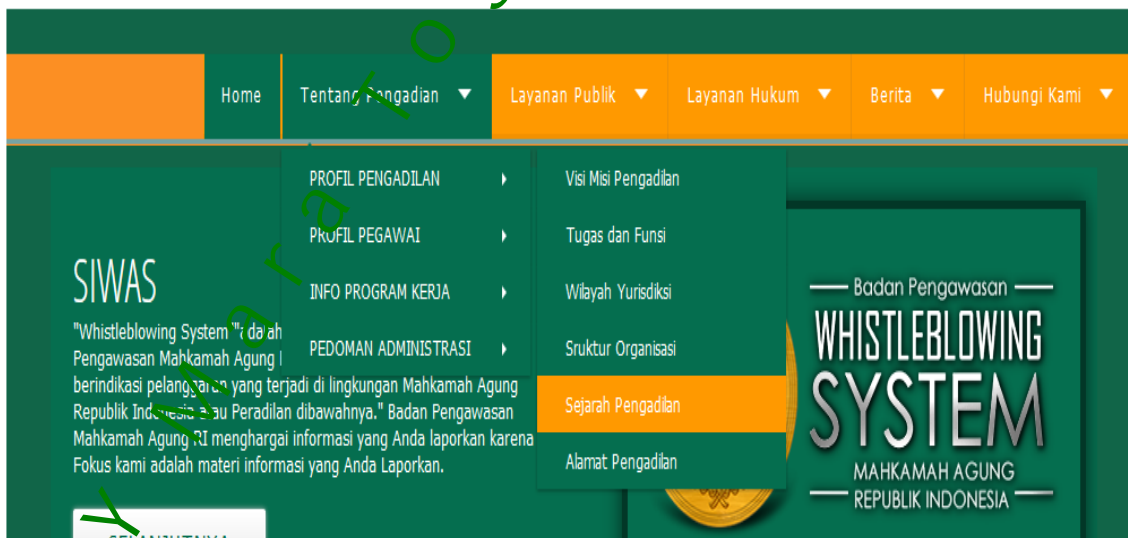 Home
Tentang Pengadian
Layanan Publik
Layanan Hukum
Berita
Hubungi Kami
PROFIL PENGADILAN
PROFIL PEGAWAI
INFO PROGRAM KERJA
PEDOMAN ADMINISTRASI
Visi Misi Pengadilan
Tugas dan Funsi
Wilayah Yurisdiksi
Sruktur Organisasi
Sejarah Pengadilan
Alamat Pengadilan
SIWAS
"Whistleblowing System "adalah
Pengawasan Mahkamah Agung
berindikasi pelanggaran yang terjadi di lingkungan Mahkamah Agung
Republik Indonesia atau Peradilan dibawahnya." Badan Pengawasan
Mahkamah Agung RI menghargai informasi yang Anda laporkan karena
Fokus kami adalah materi informasi yang Anda Laporkan.
SELANJUTNYA
Badan Pengawasan
WHISTLEBLOWING
SYSTEM
MAHKAMAH AGUNG
REPUBLIK INDONESIA